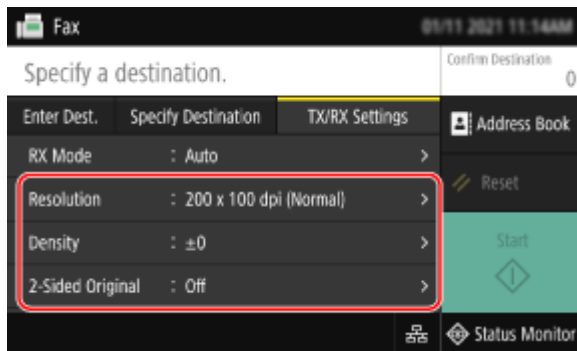 Fax
01/11 2021 11:14AM
Specify a destination.
Confirm Destination
0
Enter Dest.
Specify Destination
TX/RX Settings
Address Book
RX Mode : Auto
Resolution : 200 x 100 dpi (Normal)
Reset
Density : ±0
Start
2-Sided Original : Off
Status Monitor